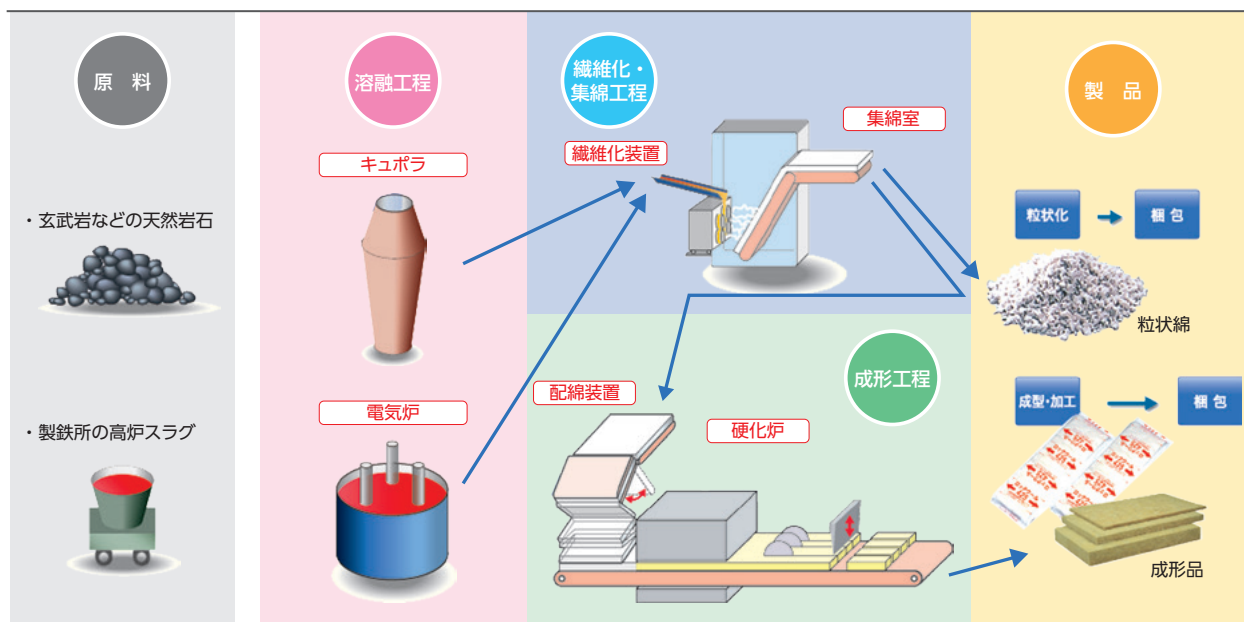 原 料
・玄武岩などの天然岩石
・製鉄所の高炉スラグ
溶融工程
キュポラ
電気炉
繊維化・
集綿工程
繊維化装置
集綿室
成形工程
配綿装置
硬化炉
製 品
粒状化
梱 包
粒状綿
成型・加工
梱 包
成形品